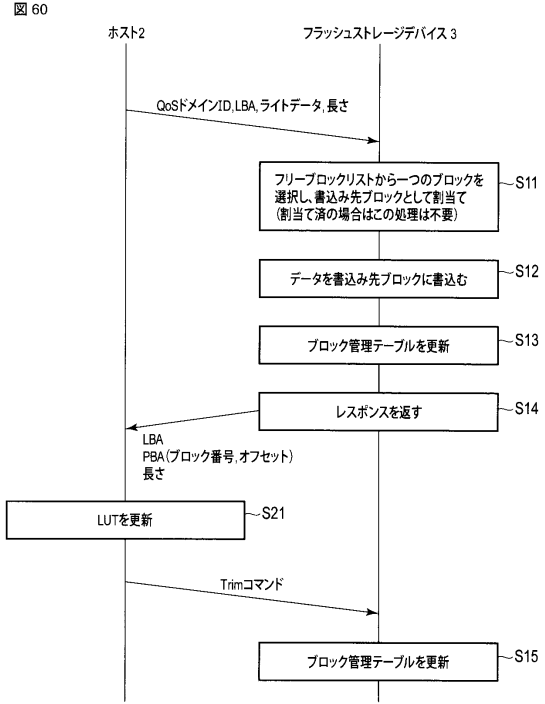 図 60
ホスト2
フラッシュストレージデバイス 3
QoSドメインID,LBA,ライトデータ,長さ
フリーブロックリストから一つのブロックを
選択し、書込み先ブロックとして割当て
(割当て済の場合はこの処理は不要)
S11
データを書込み先ブロックに書込む
S12
ブロック管理テーブルを更新
S13
レスポンスを返す
S14
LBA
PBA(ブロック番号,オフセット)
長さ
LUTを更新
S21
Trimコマンド
ブロック管理テーブルを更新
S15